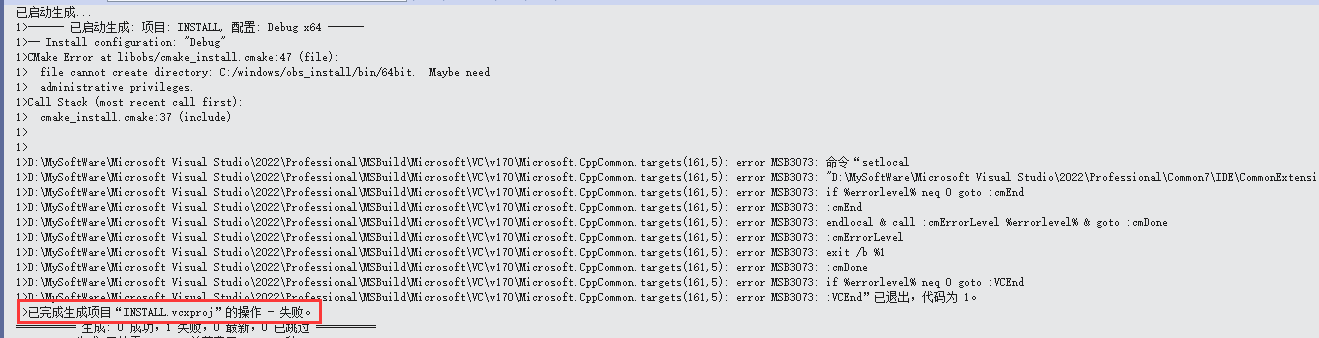 已启动生成...
1>—— 已启动生成: 项目: INSTALL, 配置: Debug x64 ——
1>-- Install configuration: "Debug"
1>CMake Error at libobs/cmake_install.cmake:47 (file):
1>  file cannot create directory: C:/windows/obs_install/bin/64bit.  Maybe need
1>  administrative privileges.
1>Call Stack (most recent call first):
1>  cmake_install.cmake:37 (include)
1>
1>
1>D:\MySoftWare\Microsoft Visual Studio\2022\Professional\MSBuild\Microsoft\VC\v170\Microsoft.CppCommon.targets(161,5): error MSB3073: 命令“setlocal
1>D:\MySoftWare\Microsoft Visual Studio\2022\Professional\MSBuild\Microsoft\VC\v170\Microsoft.CppCommon.targets(161,5): error MSB3073: "D:\MySoftWare\Microsoft Visual Studio\2022\Professional\Common7\IDE\CommonExtensi
1>D:\MySoftWare\Microsoft Visual Studio\2022\Professional\MSBuild\Microsoft\VC\v170\Microsoft.CppCommon.targets(161,5): error MSB3073: if %errorlevel% neq 0 goto :cmEnd
1>D:\MySoftWare\Microsoft Visual Studio\2022\Professional\MSBuild\Microsoft\VC\v170\Microsoft.CppCommon.targets(161,5): error MSB3073: :cmEnd
1>D:\MySoftWare\Microsoft Visual Studio\2022\Professional\MSBuild\Microsoft\VC\v170\Microsoft.CppCommon.targets(161,5): error MSB3073: endlocal & call :cmErrorLevel %errorlevel% & goto :cmDone
1>D:\MySoftWare\Microsoft Visual Studio\2022\Professional\MSBuild\Microsoft\VC\v170\Microsoft.CppCommon.targets(161,5): error MSB3073: :cmErrorLevel
1>D:\MySoftWare\Microsoft Visual Studio\2022\Professional\MSBuild\Microsoft\VC\v170\Microsoft.CppCommon.targets(161,5): error MSB3073: exit /b %1
1>D:\MySoftWare\Microsoft Visual Studio\2022\Professional\MSBuild\Microsoft\VC\v170\Microsoft.CppCommon.targets(161,5): error MSB3073: :cmDone
1>D:\MySoftWare\Microsoft Visual Studio\2022\Professional\MSBuild\Microsoft\VC\v170\Microsoft.CppCommon.targets(161,5): error MSB3073: if %errorlevel% neq 0 goto :VCEnd
1>D:\MySoftWare\Microsoft Visual Studio\2022\Professional\MSBuild\Microsoft\VC\v170\Microsoft.CppCommon.targets(161,5): error MSB3073: :VCEnd”已退出，代码为 1。
>已完成生成项目“INSTALL.vcxproj”的操作 - 失败。
========== 生成: 0 成功，1 失败，0 最新，0 已跳过 ==========